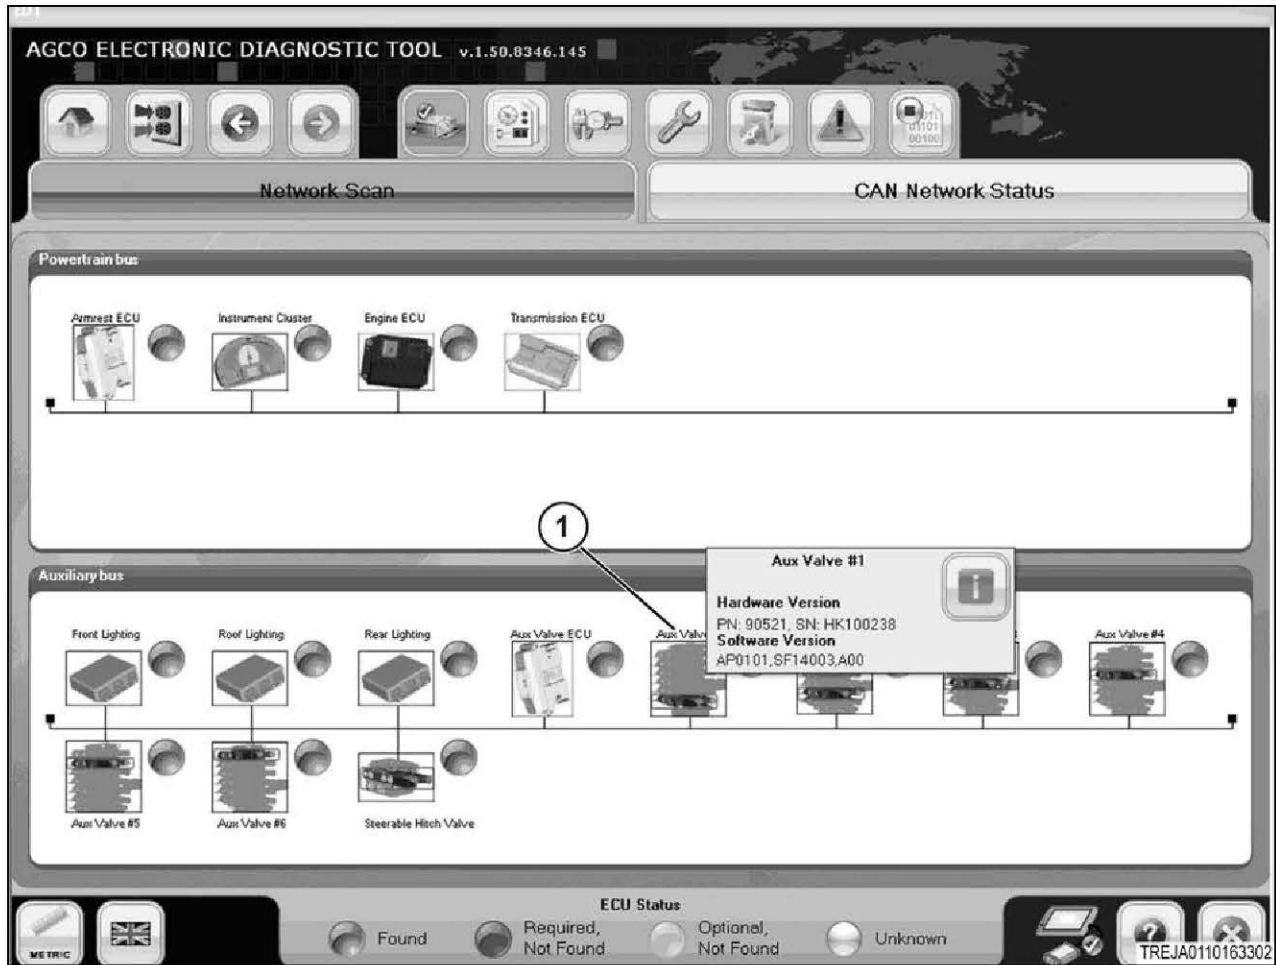 EDT
AGCO ELECTRONIC DIAGNOSTIC TOOL v.1.50.8346.145
Network Scan
CAN Network Status
Powertrain bus
Armrest ECU
Instrument Cluster
Engine ECU
Transmission ECU
1
Auxiliary bus
Aux Valve #1
Hardware Version
PN: 90521, SN: HK100238
Software Version
AP0101,SF14003,A00
Front Lighting
Roof Lighting
Rear Lighting
Aux Valve ECU
Aux Valve #4
Aux Valve #5
Aux Valve #6
Steerable Hitch Valve
METRIC
ECU Status
Found
Required,
Not Found
Optional,
Not Found
Unknown
TREJA0110163302